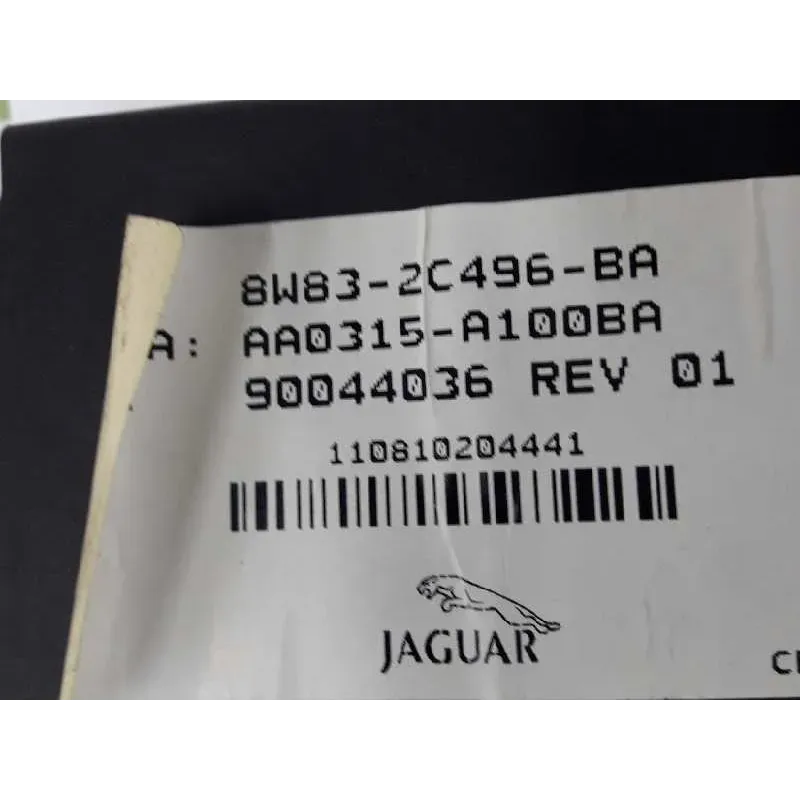 8W83-2C496-BA
A: AA0315-A100BA
90044036 REV 01
110810204441
JAGUAR